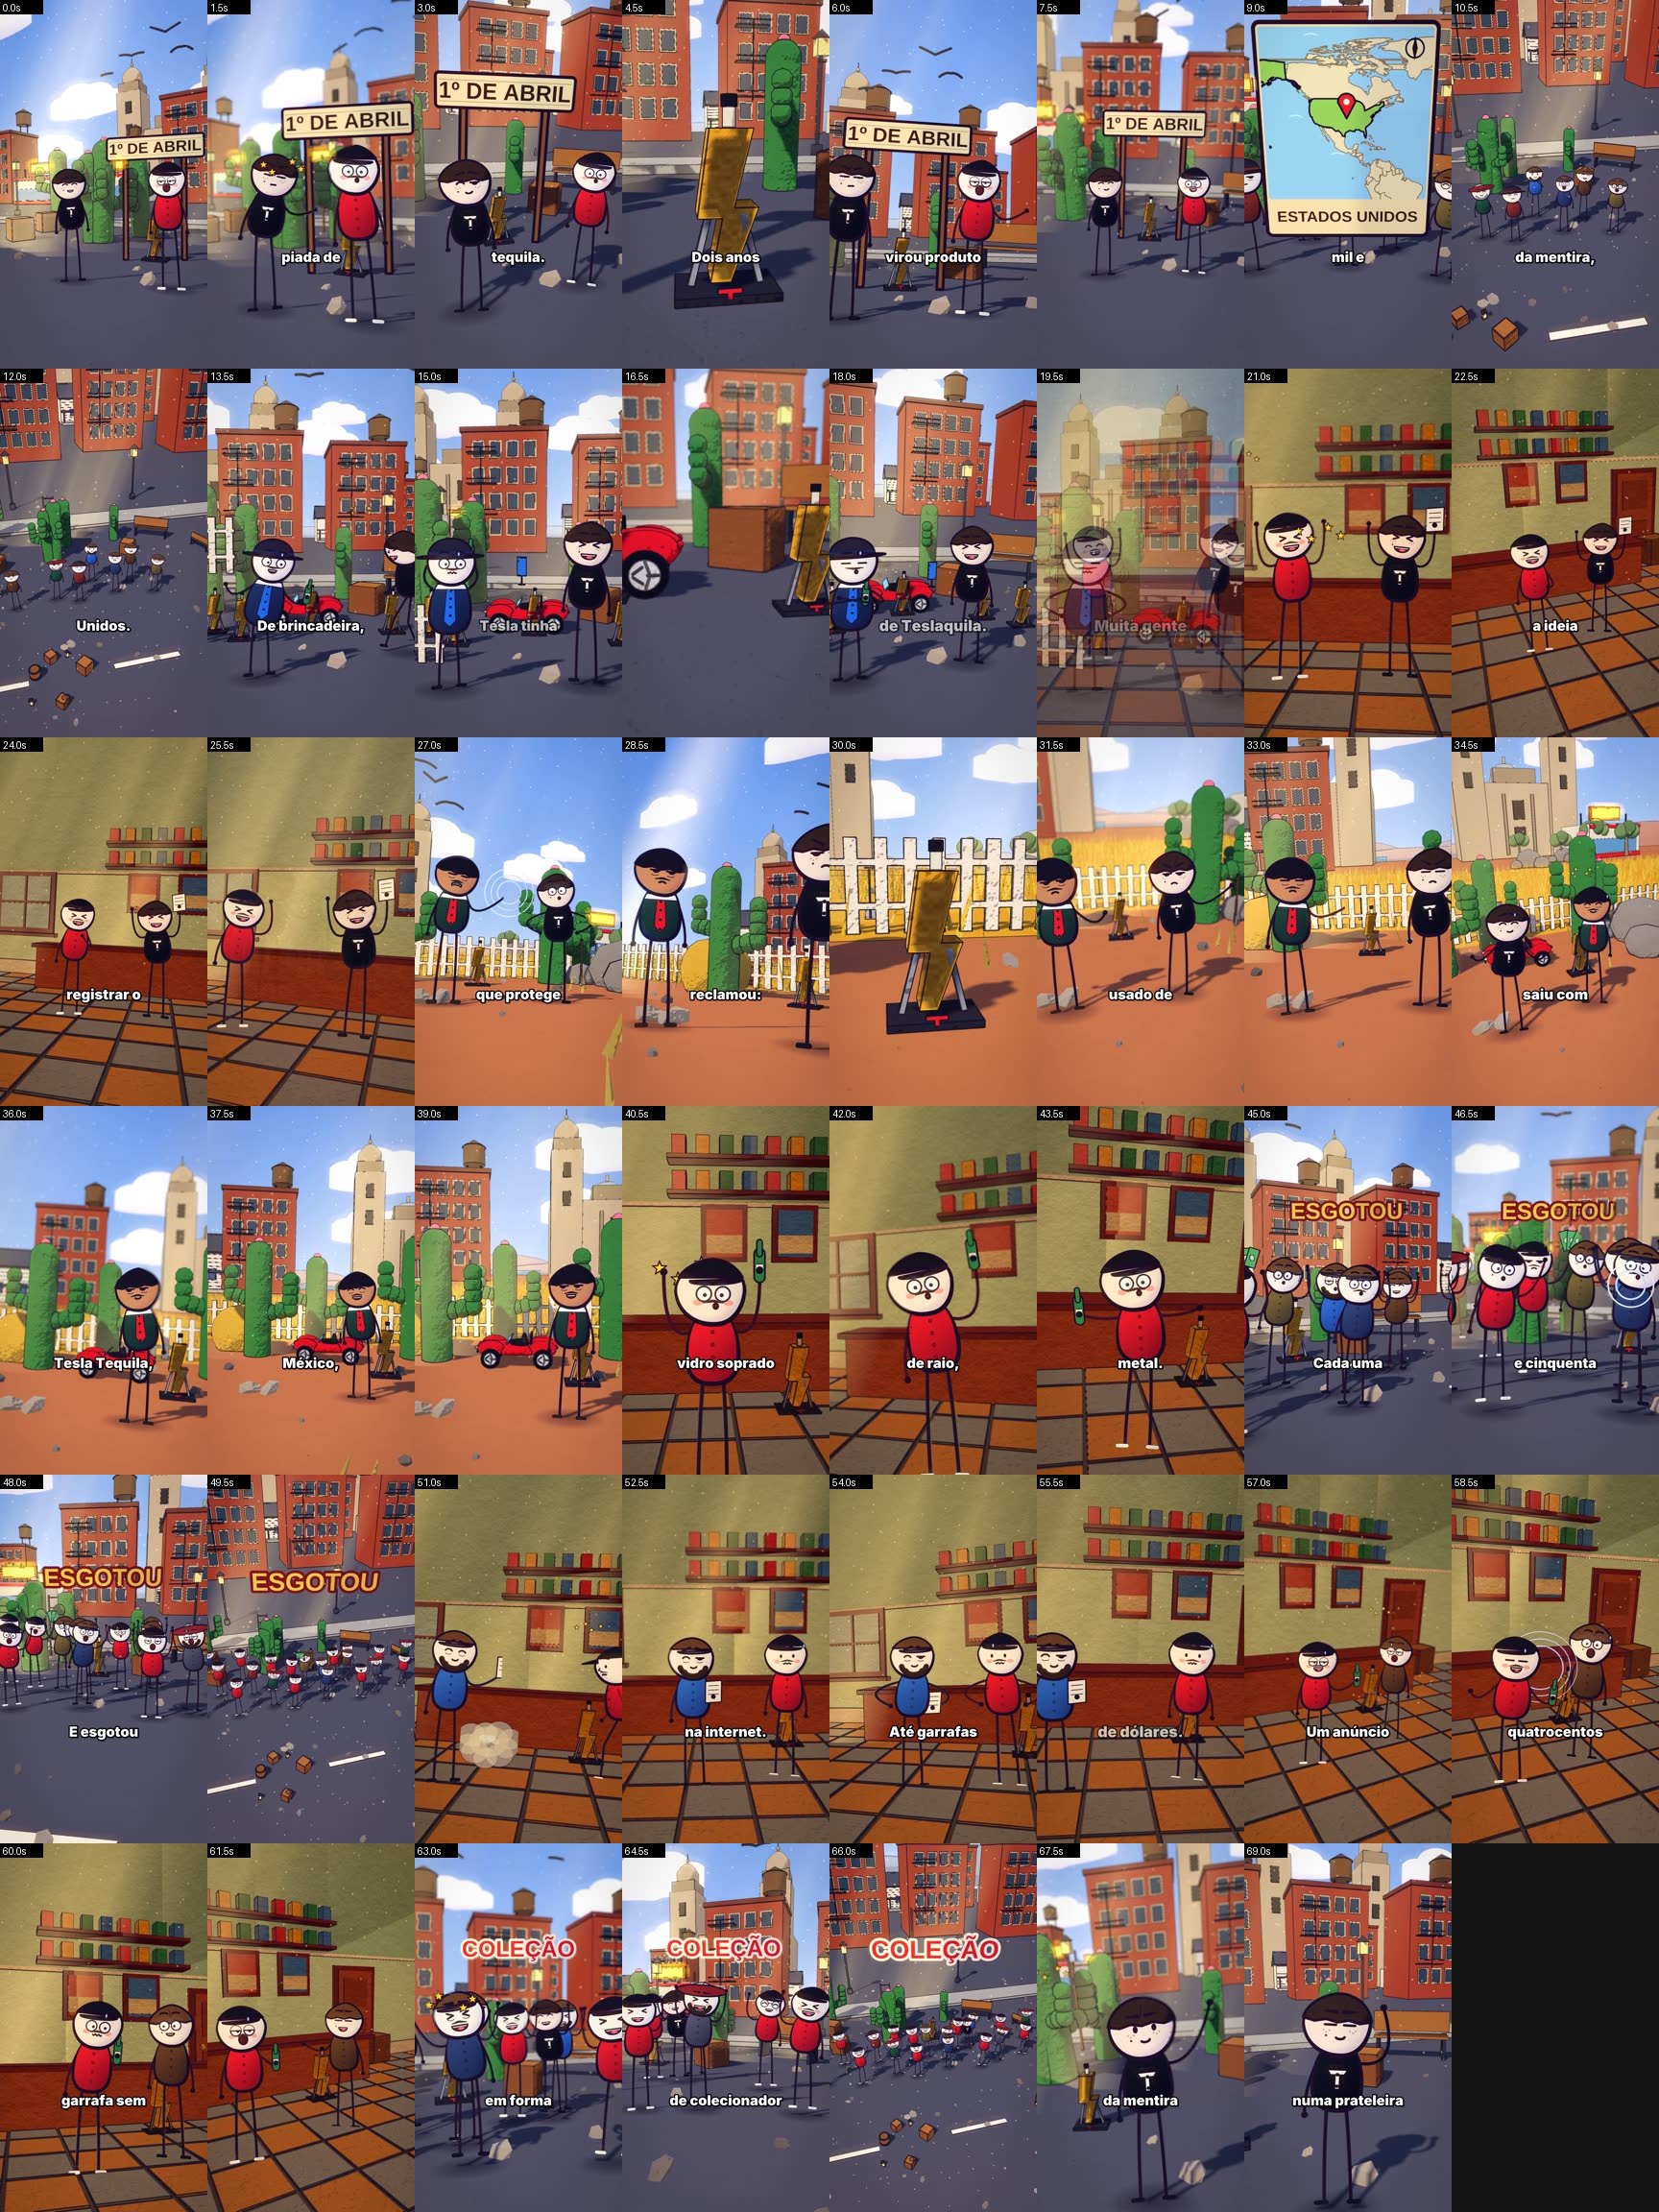 0.0s
1º DE ABRIL
1.5s
1º DE ABRIL
piada de
3.0s
1º DE ABRIL
tequila.
4.5s
Dois anos
6.0s
1º DE ABRIL
virou produto
7.5s
1º DE ABRIL
9.0s
ESTADOS UNIDOS
mil e
10.5s
da mentira,
12.0s
Unidos.
13.5s
De brincadeira,
15.0s
Tesla tinha
16.5s
18.0s
de Teslaquila.
19.5s
Muita gente
21.0s
22.5s
a ideia
24.0s
registrar o
25.5s
27.0s
que protege
28.5s
reclamou:
30.0s
31.5s
usado de
33.0s
34.5s
saiu com
36.0s
Tesla Tequila,
37.5s
México,
39.0s
40.5s
vidro soprado
42.0s
de raio,
43.5s
metal.
45.0s
ESGOTOU
Cada uma
46.5s
ESGOTOU
e cinquenta
48.0s
ESGOTOU
E esgotou
49.5s
ESGOTOU
51.0s
52.5s
na internet.
54.0s
Até garrafas
55.5s
de dólares.
57.0s
Um anúncio
58.5s
quatrocentos
60.0s
garrafa sem
61.5s
63.0s
COLEÇÃO
em forma
64.5s
COLEÇÃO
de colecionador
66.0s
COLEÇÃO
67.5s
da mentira
69.0s
numa prateleira